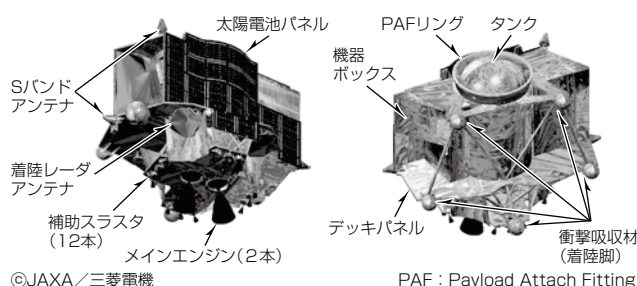 太陽電池パネル
Sバンド
アンテナ
着陸レーダ
アンテナ
補助スラスタ
(12本)
メインエンジン(2本)
©JAXA/三菱電機
PAFリング
タンク
機器
ボックス
デッキパネル
衝撃吸収材
(着陸脚)
PAF:Payload Attach Fitting